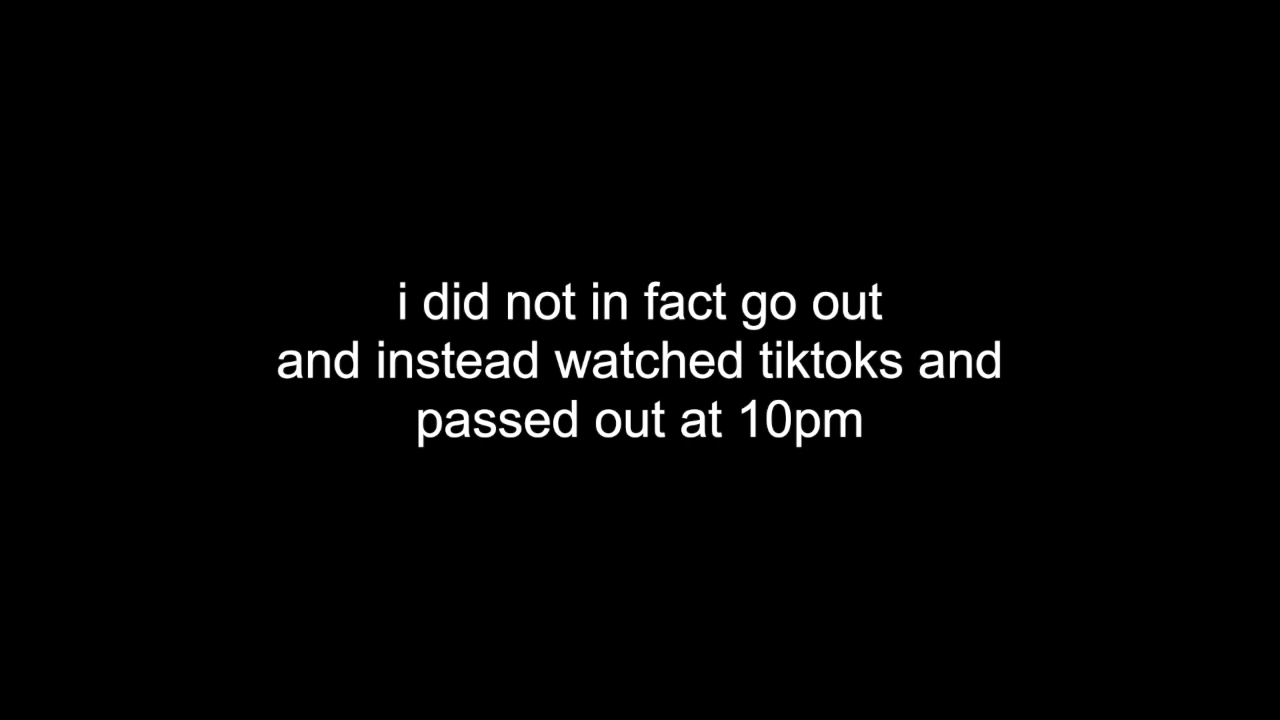 i did not in fact go out
and instead watched tiktoks and
passed out at 10pm